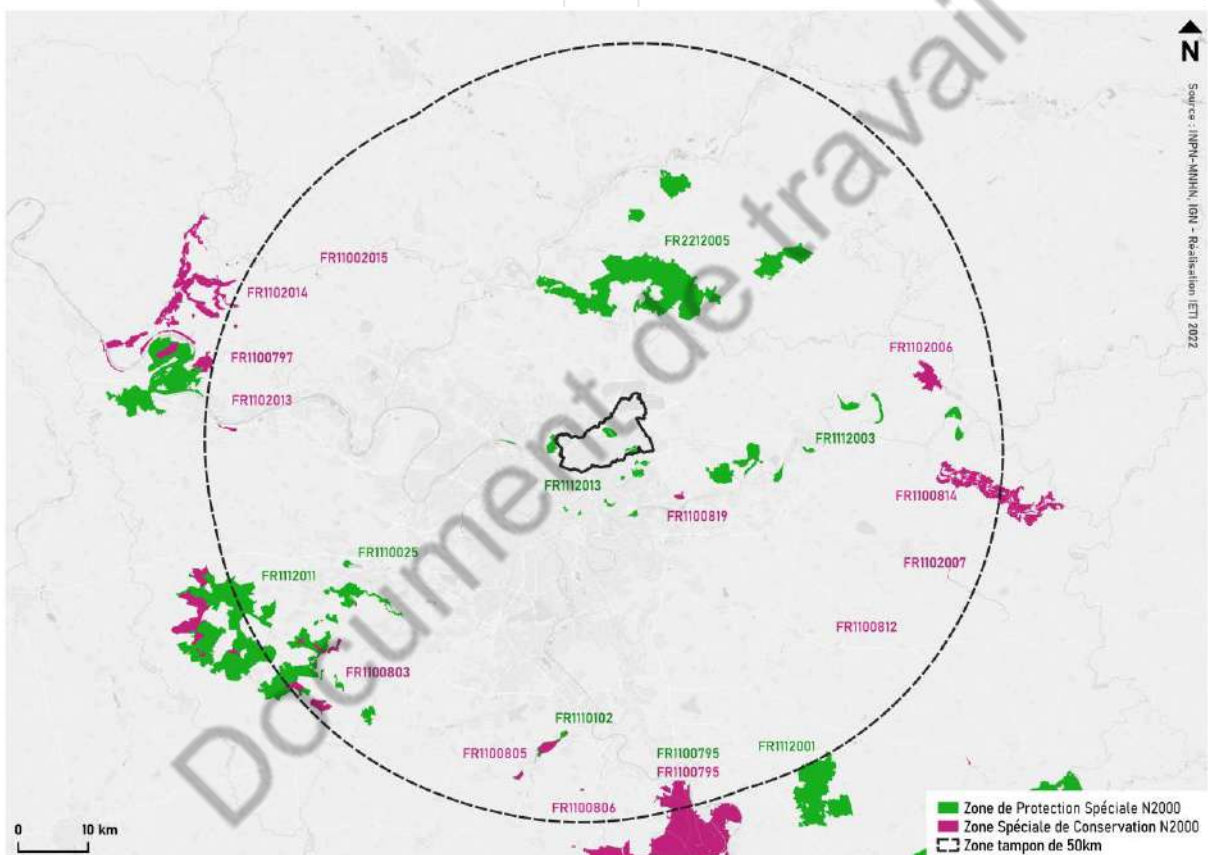 N
Source : INPN-MNHN, IGN - Réalisation IETI 2022
FR2212005
FR11002015
FR1102014
FR1100797
FR1102013
FR1102006
FR1112003
FR1112013
FR1100819
FR1100814
FR1110025
FR1112011
FR1102007
FR1100812
FR1100803
FR1110102
FR1100805
FR1100795
FR1112001
FR1100795
FR1100806
Document de travail
Zone de Protection Spéciale N2000
Zone Spéciale de Conservation N2000
Zone tampon de 50km
0 10 km